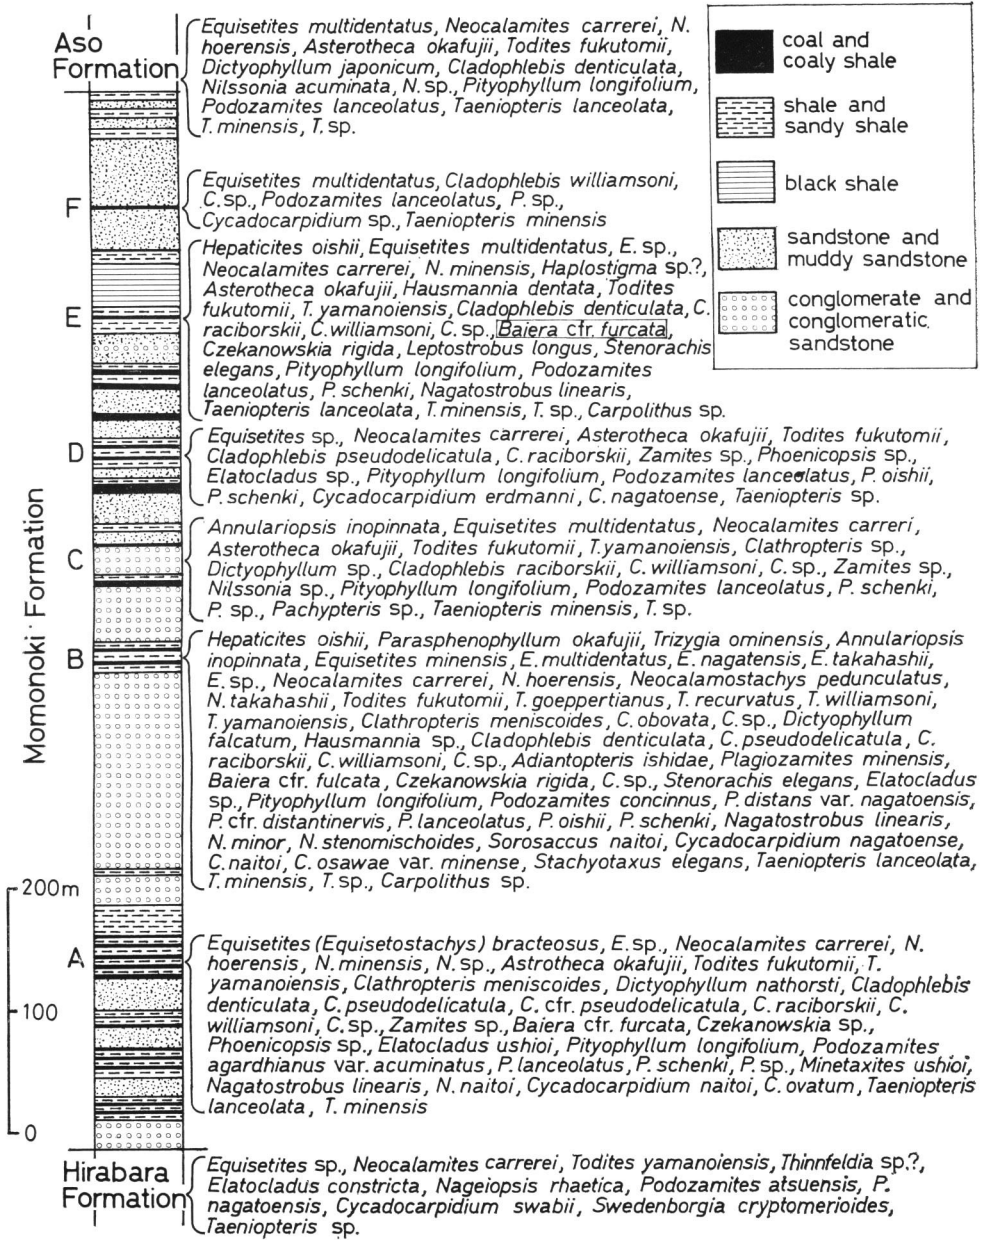 Aso
Formation
Equisetites multidentatus, Neocalamites carrerei, N.
hoerensis, Asterotheca okafujii, Todites fukutomii,
Dictyophyllum japonicum, Cladophlebis denticulata,
Nilssonia acuminata, N. sp., Pityophyllum longifolium,
Podozamites lanceolatus, Taeniopteris lanceolata,
T. minensis, T. sp.
coal and
coaly shale
shale and
sandy shale
black shale
sandstone and
muddy sandstone
conglomerate and
conglomeratic
sandstone
Momonoki Formation
F
Equisetites multidentatus, Cladophlebis williamsoni,
C. sp., Podozamites lanceolatus, P. sp.,
Cycadocarpidium sp., Taeniopteris minensis
E
Hepaticites oishii, Equisetites multidentatus, E. sp.,
Neocalamites carrerei, N. minensis, Haplostigma sp.?,
Asterotheca okafujii, Hausmannia dentata, Todites
fukutomii, T. yamanoiensis, Cladophlebis denticulata, C.
raciborskii, C. williamsoni, C. sp., Baiera cfr. furcata,
Czekanowskia rigida, Leptostrobus longus, Stenorachis
elegans, Pityophyllum longifolium, Podozamites
lanceolatus, P. schenki, Nagatostrobus linearis,
Taeniopteris lanceolata, T. minensis, T. sp., Carpolithus sp.
D
Equisetites sp., Neocalamites carrerei, Asterotheca okafujii, Todites fukutomii,
Cladophlebis pseudodelicatula, C. raciborskii, Zamites sp., Phoenicopsis sp.,
Elatocladus sp., Pityophyllum longifolium, Podozamites lanceolatus, P. oishii,
P. schenki, Cycadocarpidium erdmanni, C. nagatoense, Taeniopteris sp.
C
Annulariopsis inopinnata, Equisetites multidentatus, Neocalamites carreri,
Asterotheca okafujii, Todites fukutomii, T. yamanoiensis, Clathropteris sp.,
Dictyophyllum sp., Cladophlebis raciborskii, C. williamsoni, C. sp., Zamites sp.,
Nilssonia sp., Pityophyllum longifolium, Podozamites lanceolatus, P. schenki,
P. sp., Pachypteris sp., Taeniopteris minensis, T. sp.
B
Hepaticites oishii, Parasphenophyllum okafujii, Trizygia ominensis, Annulariopsis
inopinnata, Equisetites minensis, E. multidentatus, E. nagatensis, E. takahashii,
E. sp., Neocalamites carrerei, N. hoerensis, Neocalamostachys pedunculatus,
N. takahashii, Todites fukutomii, T. goeppertianus, T. recurvatus, T. williamsoni,
T. yamanoiensis, Clathropteris meniscoides, C. obovata, C. sp., Dictyophyllum
falcatum, Hausmannia sp., Cladophlebis denticulata, C. pseudodelicatula, C.
raciborskii, C. williamsoni, C. sp., Adiantopteris ishidae, Plagiozamites minensis,
Baiera cfr. fulcata, Czekanowskia rigida, C. sp., Stenorachis elegans, Elatocladus
sp., Pityophyllum longifolium, Podozamites concinnus, P. distans var. nagatoensis,
P. cfr. distantinervis, P. lanceolatus, P. oishii, P. schenki, Nagatostrobus linearis,
N. minor, N. stenomischoides, Sorosaccus naitoi, Cycadocarpidium nagatoense,
C. naitoi, C. osawae var. minense, Stachyotaxus elegans, Taeniopteris lanceolata,
T. minensis, T. sp., Carpolithus sp.
200m
100
0
A
Equisetites (Equisetostachys) bracteosus, E. sp., Neocalamites carrerei, N.
hoerensis, N. minensis, N. sp., Astrotheca okafujii, Todites fukutomii, T.
yamanoiensis, Clathropteris meniscoides, Dictyophyllum nathorsti, Cladophlebis
denticulata, C. pseudodelicatula, C. cfr. pseudodelicatula, C. raciborskii, C.
williamsoni, C. sp., Zamites sp., Baiera cfr. furcata, Czekanowskia sp.,
Phoenicopsis sp., Elatocladus ushioi, Pityophyllum longifolium, Podozamites
agardhianus var. acuminatus, P. lanceolatus, P. schenki, P. sp., Minetaxites ushioi,
Nagatostrobus linearis, N. naitoi, Cycadocarpidium naitoi, C. ovatum, Taeniopteris
lanceolata, T. minensis
Hirabara
Formation
Equisetites sp., Neocalamites carrerei, Todites yamanoiensis, Thinnfeldia sp.?,
Elatocladus constricta, Nageiopsis rhaetica, Podozamites atsuensis, P.
nagatoensis, Cycadocarpidium swabii, Swedenborgia cryptomerioides,
Taeniopteris sp.